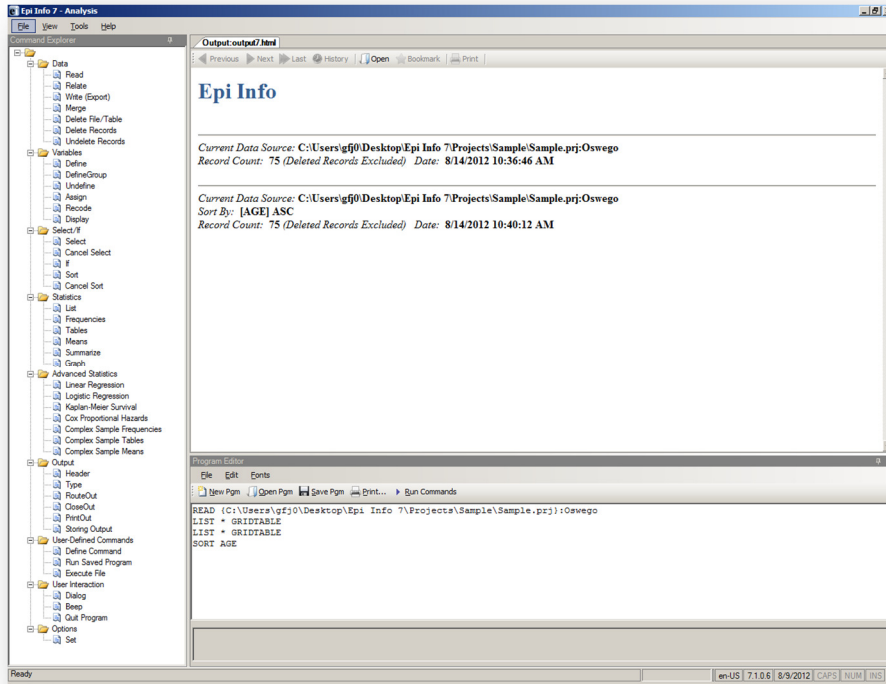 Epi Info 7 - Analysis
File View Tools Help
Command Explorer
Data
Read
Relate
Write (Export)
Merge
Delete File/Table
Delete Records
Undelete Records
Variables
Define
DefineGroup
Undefine
Assign
Recode
Display
Select/If
Select
Cancel Select
If
Sort
Cancel Sort
Statistics
List
Frequencies
Tables
Means
Summarize
Graph
Advanced Statistics
Linear Regression
Logistic Regression
Kaplan-Meier Survival
Cox Proportional Hazards
Complex Sample Frequencies
Complex Sample Tables
Complex Sample Means
Output
Header
Type
RouteOut
CloseOut
PrintOut
Storing Output
User-Defined Commands
Define Command
Run Saved Program
Execute File
User Interaction
Dialog
Beep
Quit Program
Options
Set
Output:output7.html
Previous Next Last History Open Bookmark Print
Epi Info
Current Data Source: C:\Users\gfj0\Desktop\Epi Info 7\Projects\Sample\Sample.prj:Oswego
Record Count: 75 (Deleted Records Excluded) Date: 8/14/2012 10:36:46 AM
Current Data Source: C:\Users\gfj0\Desktop\Epi Info 7\Projects\Sample\Sample.prj:Oswego
Sort By: [AGE] ASC
Record Count: 75 (Deleted Records Excluded) Date: 8/14/2012 10:40:12 AM
Program Editor
File Edit Fonts
New Pgm Open Pgm Save Pgm Print... Run Commands
READ {C:\Users\gfj0\Desktop\Epi Info 7\Projects\Sample\Sample.prj}:Oswego
LIST * GRIDTABLE
LIST * GRIDTABLE
SORT AGE
Ready en-US 7.1.0.6 8/9/2012 CAPS NUM INS